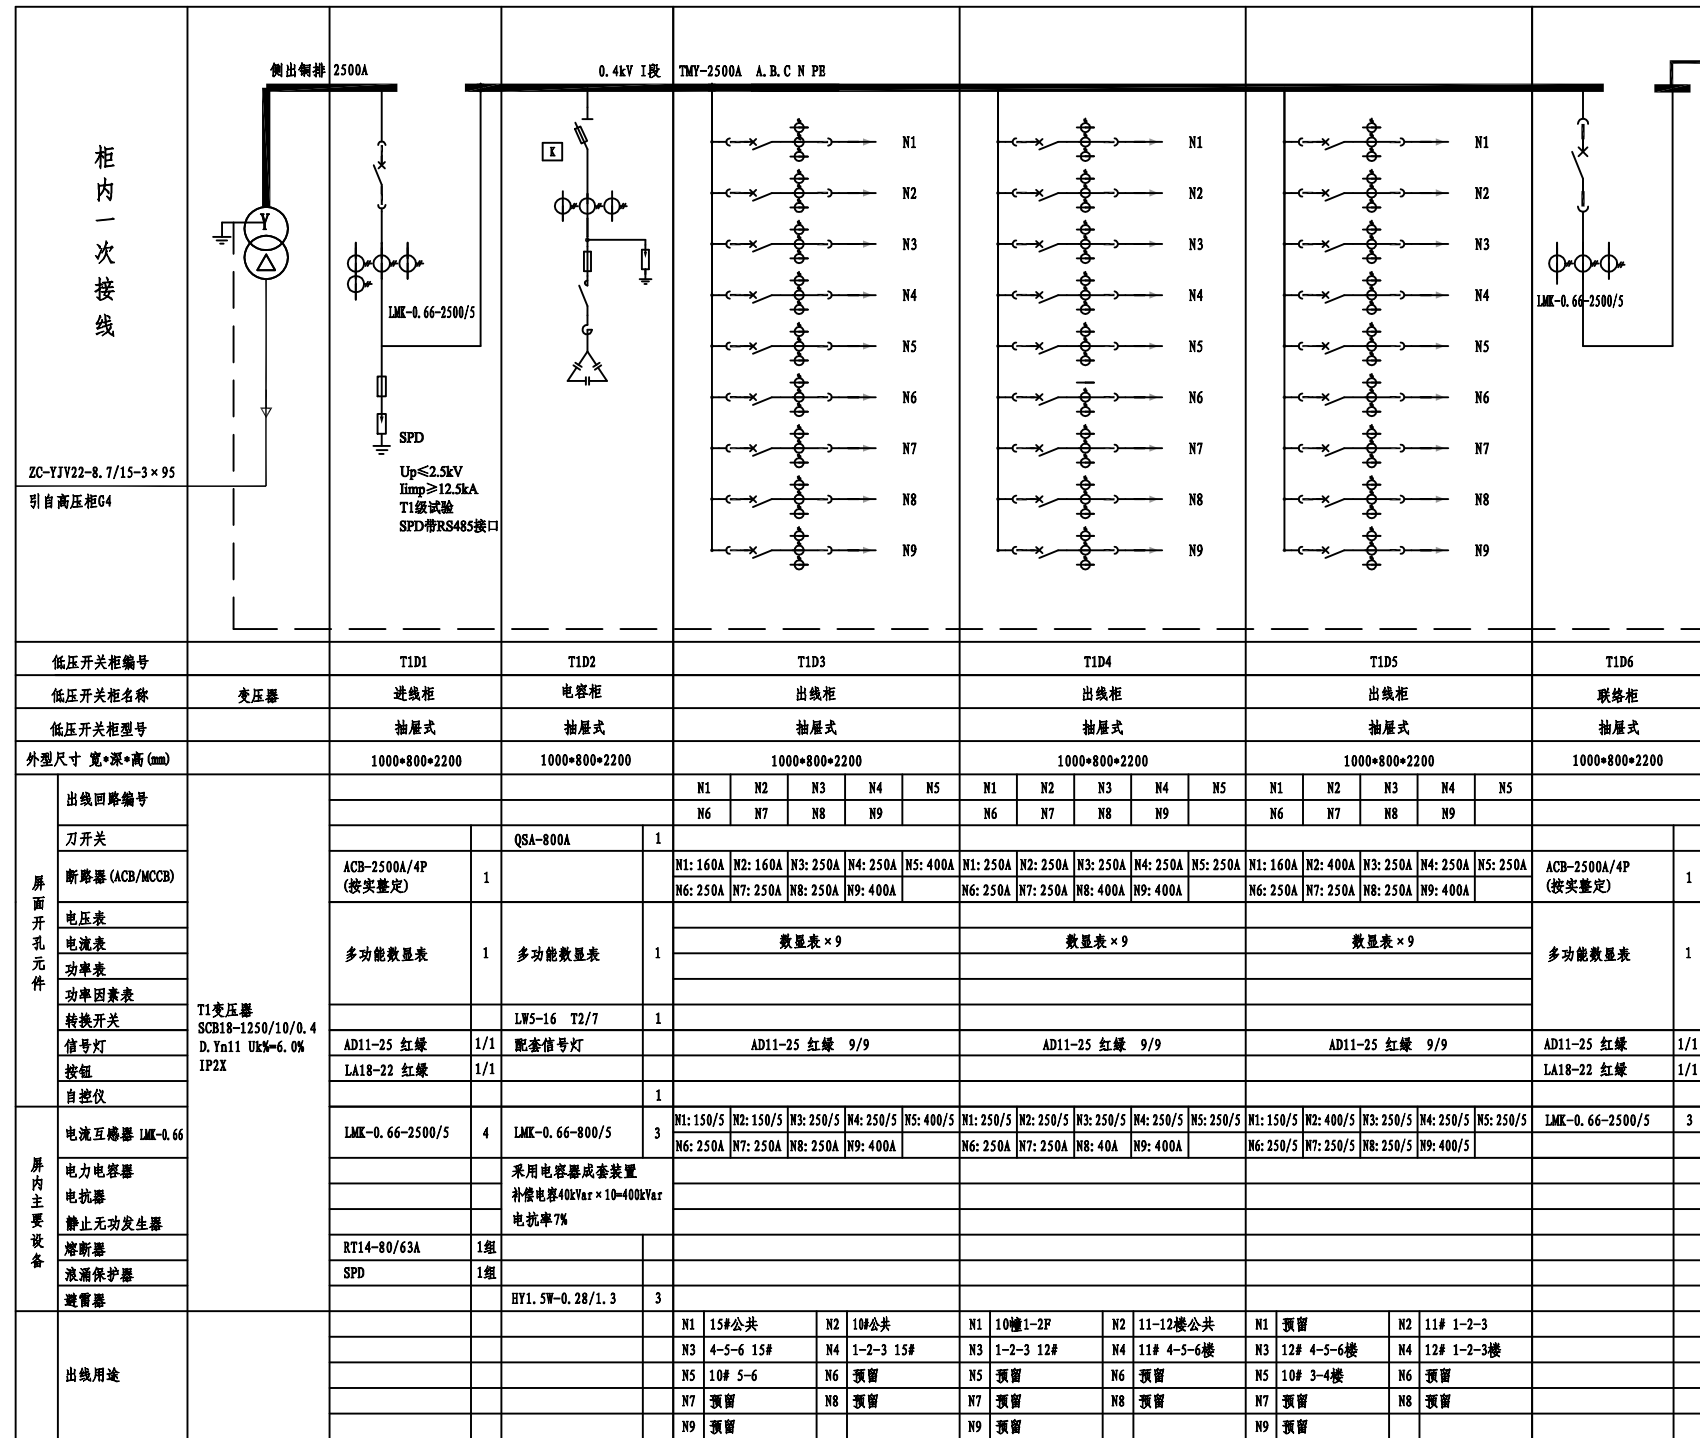 侧出铜排 2500A
0.4kV I段 TMY-2500A A.B.C N PE
柜内一次接线
K
Y
N1 N1 N1
N2 N2 N2
N3 N3 N3
N4 N4 N4
LMK-0.66-2500/5 LMK-0.66-2500/5
N5 N5 N5
N6 N6 N6
N7 N7 N7
N8 N8 N8
N9 N9 N9
SPD
Up≤2.5kV
Iimp≥12.5kA
T1级试验
SPD带RS485接口
ZC-YJV22-8.7/15-3×95
引自高压柜G4
低压开关柜编号 T1D1 T1D2 T1D3 T1D4 T1D5 T1D6
低压开关柜名称 变压器 进线柜 电容柜 出线柜 出线柜 出线柜 联络柜
低压开关柜型号 抽屉式 抽屉式 抽屉式 抽屉式 抽屉式 抽屉式
外型尺寸 宽*深*高(mm) 1000*800*2200 1000*800*2200 1000*800*2200 1000*800*2200 1000*800*2200 1000*800*2200
屏面开孔元件
出线回路编号 N1 N2 N3 N4 N5 N1 N2 N3 N4 N5 N1 N2 N3 N4 N5
N6 N7 N8 N9 N6 N7 N8 N9 N6 N7 N8 N9
刀开关 QSA-800A 1
断路器(ACB/MCCB) ACB-2500A/4P 1 N1:160A N2:160A N3:250A N4:250A N5:400A N1:250A N2:250A N3:250A N4:250A N5:250A N1:160A N2:400A N3:250A N4:250A N5:250A ACB-2500A/4P 1
(按实整定) N6:250A N7:250A N8:250A N9:400A N6:250A N7:250A N8:400A N9:400A N6:250A N7:250A N8:250A N9:400A (按实整定)
电压表
电流表 数显表×9 数显表×9 数显表×9
多功能数显表 1 多功能数显表 1 多功能数显表 1
功率表
功率因素表
转换开关 LW5-16 T2/7 1
信号灯 AD11-25 红绿 1/1 配套信号灯 AD11-25 红绿 9/9 AD11-25 红绿 9/9 AD11-25 红绿 9/9 AD11-25 红绿 1/1
按钮 LA18-22 红绿 1/1 LA18-22 红绿 1/1
自控仪 1
T1变压器
SCB18-1250/10/0.4
D.Yn11 Uk%=6.0%
IP2X
屏内主要设备
电流互感器 LMK-0.66 LMK-0.66-2500/5 4 LMK-0.66-800/5 3 N1:150/5 N2:150/5 N3:250/5 N4:250/5 N5:400/5 N1:250/5 N2:250/5 N3:250/5 N4:250/5 N5:250/5 N1:150/5 N2:400/5 N3:250/5 N4:250/5 N5:250/5 LMK-0.66-2500/5 3
N6:250A N7:250A N8:250A N9:400A N6:250A N7:250A N8:40A N9:400A N6:250/5 N7:250/5 N8:250/5 N9:400/5
电力电容器 采用电容器成套装置
电抗器 补偿电容40kVar×10=400kVar
静止无功发生器 电抗率7%
熔断器 RT14-80/63A 1组
浪涌保护器 SPD 1组
避雷器 HY1.5W-0.28/1.3 3
出线用途
N1 15#公共 N2 10#公共 N1 10幢1-2F N2 11-12楼公共 N1 预留 N2 11# 1-2-3
N3 4-5-6 15# N4 1-2-3 15# N3 1-2-3 12# N4 11# 4-5-6楼 N3 12# 4-5-6楼 N4 12# 1-2-3楼
N5 10# 5-6 N6 预留 N5 预留 N6 预留 N5 10# 3-4楼 N6 预留
N7 预留 N8 预留 N7 预留 N8 预留 N7 预留 N8 预留
N9 预留 N9 预留 N9 预留